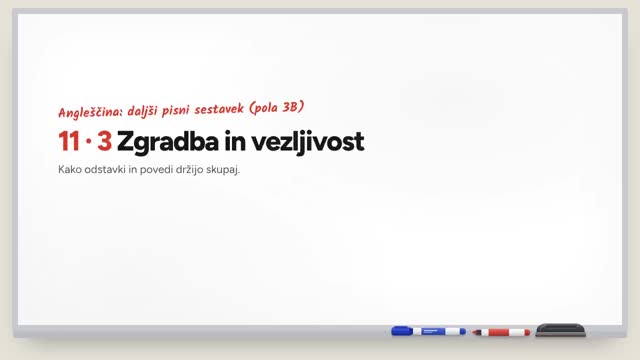 Angleščina: daljši pisni sestavek (pola 3B)
11 · 3 Zgradba in vezljivost
Kako odstavki in povedi držijo skupaj.